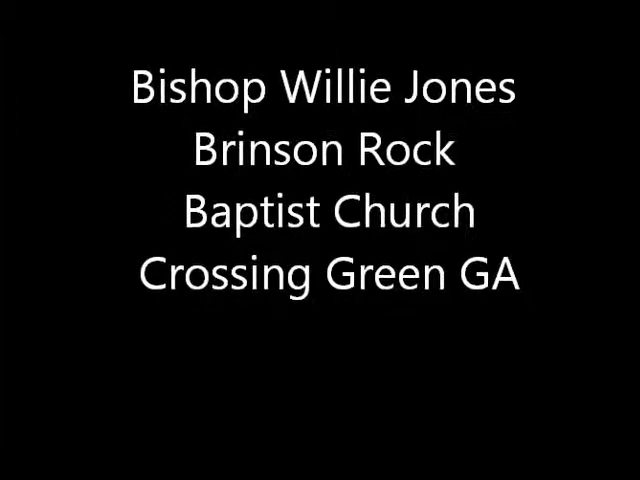 Bishop Willie Jones
Brinson Rock
Baptist Church
Crossing Green GA